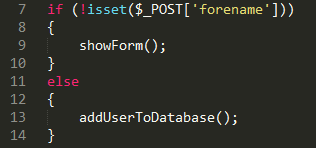 7 if (!isset($_POST['forename']))
8 {
9     showForm();
10 }
11 else
12 {
13     addUserToDatabase();
14 }